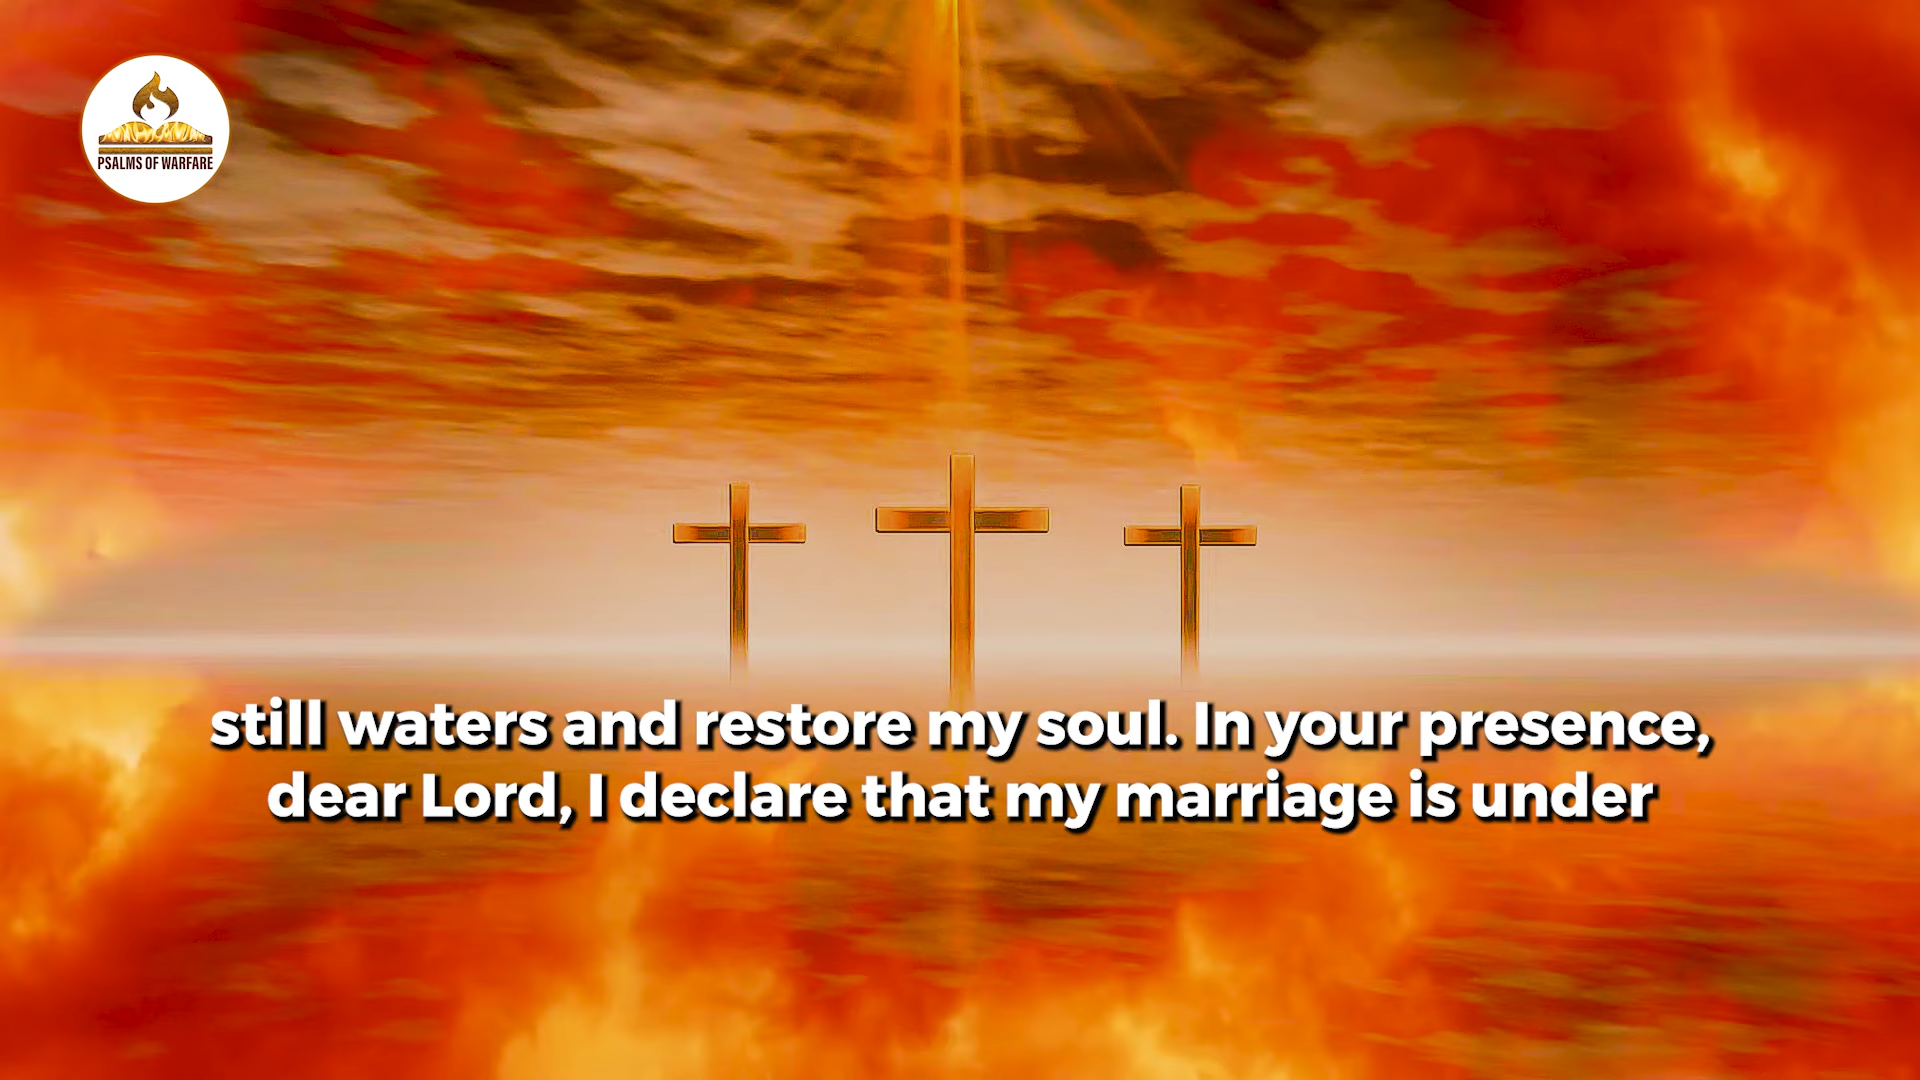 PSALMS OF WARFARE
still waters and restore my soul. In your presence,
dear Lord, I declare that my marriage is under